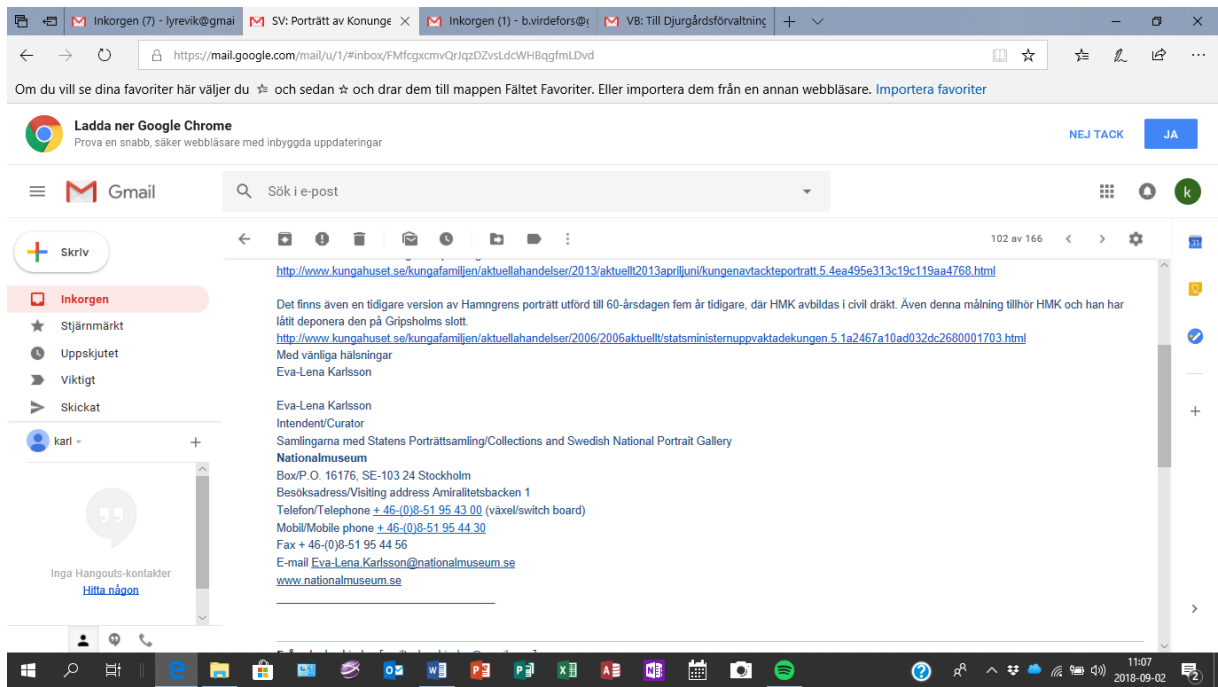 Inkorgen (7) - lyrevik@gmai
SV: Porträtt av Konunge
Inkorgen (1) - b.virdefors@g
VB: Till Djurgårdsförvaltning
https://mail.google.com/mail/u/1/#inbox/FMfcgxcmvQrJqzDZvsLdcWHBqgfmLDvd
Om du vill se dina favoriter här väljer du och sedan och drar dem till mappen Fältet Favoriter. Eller importera dem från en annan webbläsare. Importera favoriter
Ladda ner Google Chrome
Prova en snabb, säker webbläsare med inbyggda uppdateringar
NEJ TACK
JA
Gmail
Sök i e-post
k
Skriv
102 av 166
31
Inkorgen
Stjärnmärkt
Uppskjutet
Viktigt
Skickat
karl
Inga Hangouts-kontakter
Hitta någon
http://www.kungahuset.se/kungafamiljen/aktuellahandelser/2013/aktuellt2013apriljuni/kungenavtackteportratt.5.4ea495e313c19c119aa4768.html
Det finns även en tidigare version av Hamngrens porträtt utförd till 60-årsdagen fem år tidigare, där HMK avbildas i civil dräkt. Även denna målning tillhör HMK och han har
låtit deponera den på Gripsholms slott.
http://www.kungahuset.se/kungafamiljen/aktuellahandelser/2006/2006aktuellt/statsministernuppvaktadekungen.5.1a2467a10ad032dc2680001703.html
Med vänliga hälsningar
Eva-Lena Karlsson
Eva-Lena Karlsson
Intendent/Curator
Samlingarna med Statens Porträttsamling/Collections and Swedish National Portrait Gallery
Nationalmuseum
Box/P.O. 16176, SE-103 24 Stockholm
Besöksadress/Visiting address Amiralitetsbacken 1
Telefon/Telephone + 46-(0)8-51 95 43 00 (växel/switch board)
Mobil/Mobile phone + 46-(0)8-51 95 44 30
Fax + 46-(0)8-51 95 44 56
E-mail Eva-Lena.Karlsson@nationalmuseum.se
www.nationalmuseum.se
11:07
2018-09-02
2